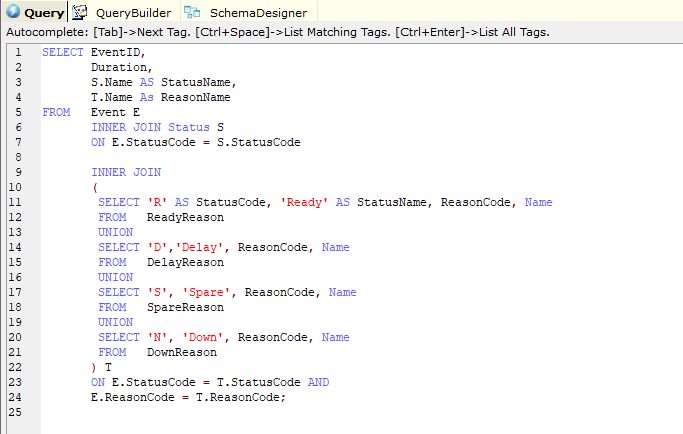 Query QueryBuilder SchemaDesigner
Autocomplete: [Tab]->Next Tag. [Ctrl+Space]->List Matching Tags. [Ctrl+Enter]->List All Tags.
1 SELECT EventID,
2 Duration,
3 S.Name AS StatusName,
4 T.Name As ReasonName
5 FROM Event E
6 INNER JOIN Status S
7 ON E.StatusCode = S.StatusCode
8
9 INNER JOIN
10 (
11 SELECT 'R' AS StatusCode, 'Ready' AS StatusName, ReasonCode, Name
12 FROM ReadyReason
13 UNION
14 SELECT 'D','Delay', ReasonCode, Name
15 FROM DelayReason
16 UNION
17 SELECT 'S', 'Spare', ReasonCode, Name
18 FROM SpareReason
19 UNION
20 SELECT 'N', 'Down', ReasonCode, Name
21 FROM DownReason
22 ) T
23 ON E.StatusCode = T.StatusCode AND
24 E.ReasonCode = T.ReasonCode;
25